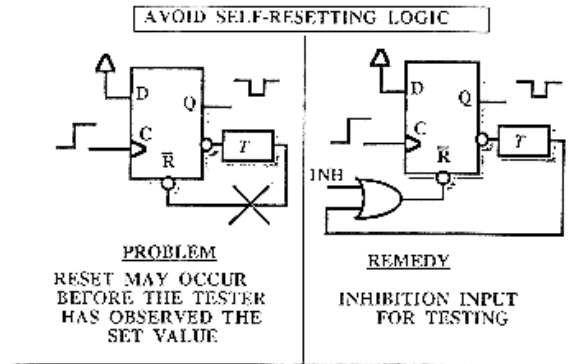 AVOID SELF-RESETTING LOGIC
D
Q
C
T
R
PROBLEM
RESET MAY OCCUR
BEFORE THE TESTER
HAS OBSERVED THE
SET VALUE
D
Q
C
T
R
INH
REMEDY
INHIBITION INPUT
FOR TESTING